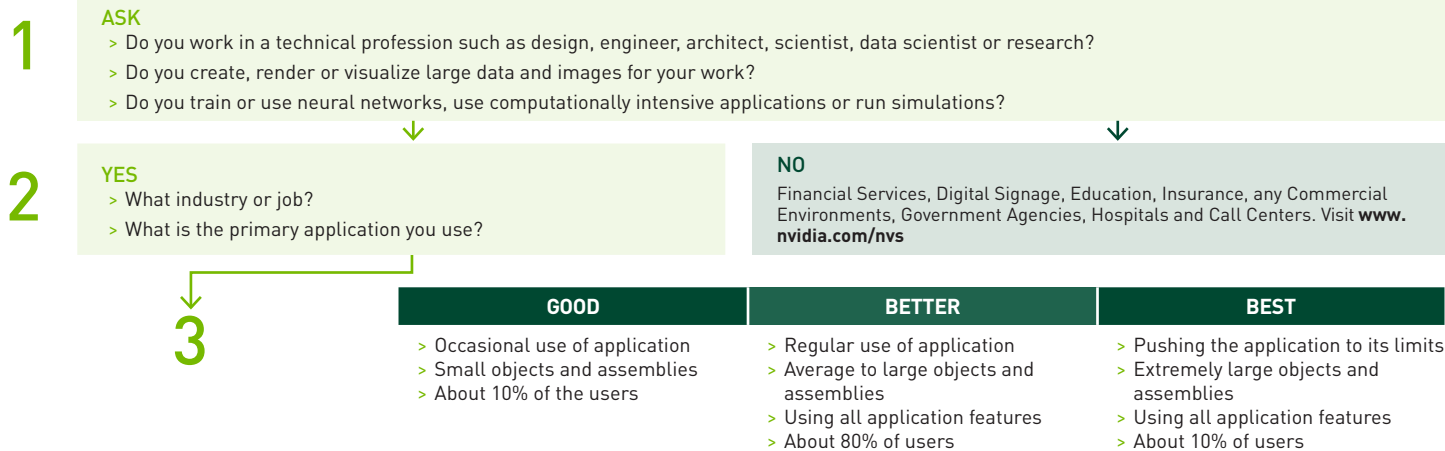 1
ASK
> Do you work in a technical profession such as design, engineer, architect, scientist, data scientist or research?
> Do you create, render or visualize large data and images for your work?
> Do you train or use neural networks, use computationally intensive applications or run simulations?
2
YES
> What industry or job?
> What is the primary application you use?
NO
Financial Services, Digital Signage, Education, Insurance, any Commercial
Environments, Government Agencies, Hospitals and Call Centers. Visit www.
nvidia.com/nvs
3
GOOD
> Occasional use of application
> Small objects and assemblies
> About 10% of the users
BETTER
> Regular use of application
> Average to large objects and
assemblies
> Using all application features
> About 80% of users
BEST
> Pushing the application to its limits
> Extremely large objects and
assemblies
> Using all application features
> About 10% of users